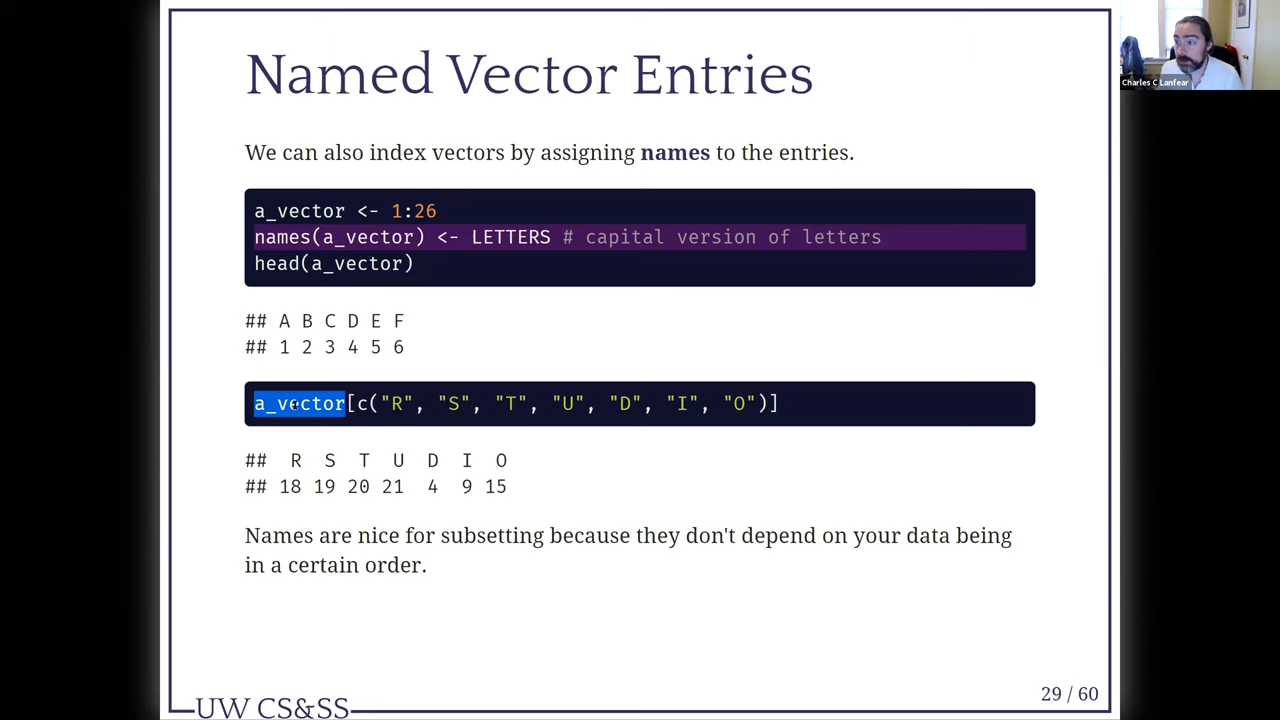 Named Vector Entries
Charles C Lanfear
We can also index vectors by assigning names to the entries.
a_vector <- 1:26
names(a_vector) <- LETTERS # capital version of letters
head(a_vector)
## A B C D E F
## 1 2 3 4 5 6
a_vector[c("R", "S", "T", "U", "D", "I", "O")]
##  R  S  T  U  D  I  O
## 18 19 20 21  4  9 15
Names are nice for subsetting because they don't depend on your data being
in a certain order.
29 / 60
UW CS&SS